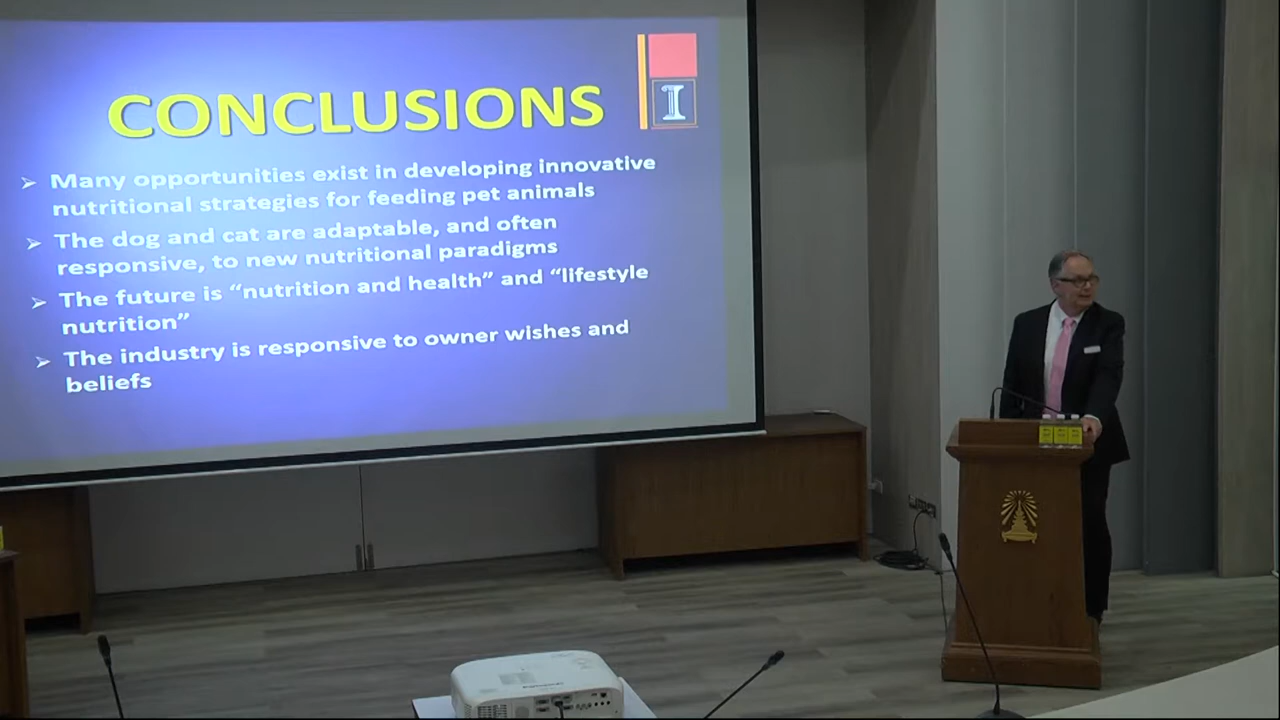 CONCLUSIONS
I
➢ Many opportunities exist in developing innovative
nutritional strategies for feeding pet animals
➢ The dog and cat are adaptable, and often
responsive, to new nutritional paradigms
➢ The future is “nutrition and health” and “lifestyle
nutrition”
➢ The industry is responsive to owner wishes and
beliefs